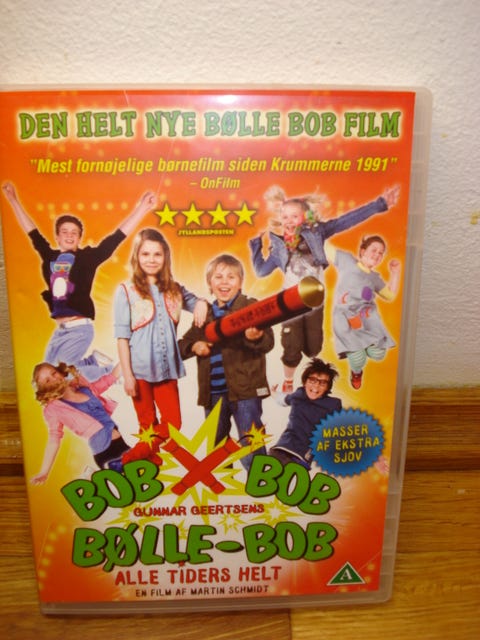 DEN HELT NYE BØLLE BOB FILM
"Mest fornøjelige børnefilm siden Krummerne 1991"
- OnFilm
JYLLANDSPOSTEN
MASSER
AF EKSTRA
SJOV
BOB X BOB
GUNNAR GEERTSENS
BØLLE-BOB
ALLE TIDERS HELT
EN FILM AF MARTIN SCHMIDT
A